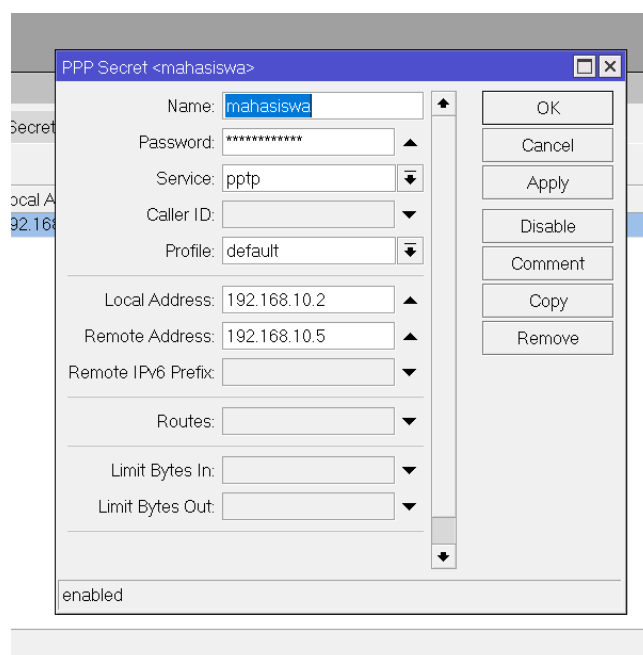 PPP Secret <mahasiswa>
Name: mahasiswa
OK
Secret
Password: ************
Cancel
Service: pptp
Apply
Caller ID:
92.168
Disable
Profile: default
Comment
Local Address: 192.168.10.2
Copy
Remote Address: 192.168.10.5
Remove
Remote IPv6 Prefix:
Routes:
Limit Bytes In:
Limit Bytes Out:
enabled